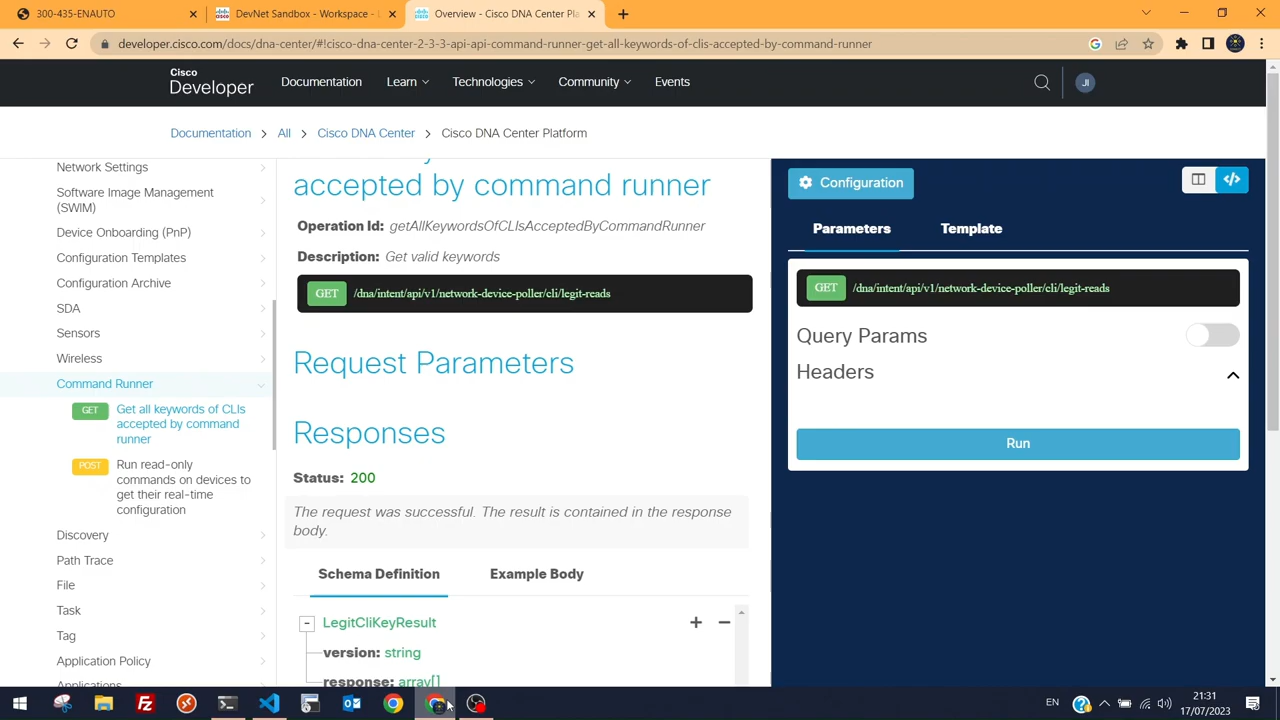 300-435-ENAUTO
DevNet Sandbox - Workspace - L
Overview - Cisco DNA Center Pla
developer.cisco.com/docs/dna-center/#!cisco-dna-center-2-3-3-api-api-command-runner-get-all-keywords-of-clis-accepted-by-command-runner
Cisco
Developer
Documentation
Learn
Technologies
Community
Events
JI
Documentation
All
Cisco DNA Center
Cisco DNA Center Platform
Network Settings
Software Image Management
(SWIM)
Device Onboarding (PnP)
Configuration Templates
Configuration Archive
SDA
Sensors
Wireless
Command Runner
GET
Get all keywords of CLIs
accepted by command
runner
POST
Run read-only
commands on devices to
get their real-time
configuration
Discovery
Path Trace
File
Task
Tag
Application Policy
Applications
accepted by command runner
Operation Id: getAllKeywordsOfCLIsAcceptedByCommandRunner
Description: Get valid keywords
GET /dna/intent/api/v1/network-device-poller/cli/legit-reads
Request Parameters
Responses
Status: 200
The request was successful. The result is contained in the response
body.
Schema Definition
Example Body
LegitCliKeyResult
version: string
response: array[]
Configuration
Parameters
Template
GET /dna/intent/api/v1/network-device-poller/cli/legit-reads
Query Params
Headers
Run
EN
21:31
17/07/2023